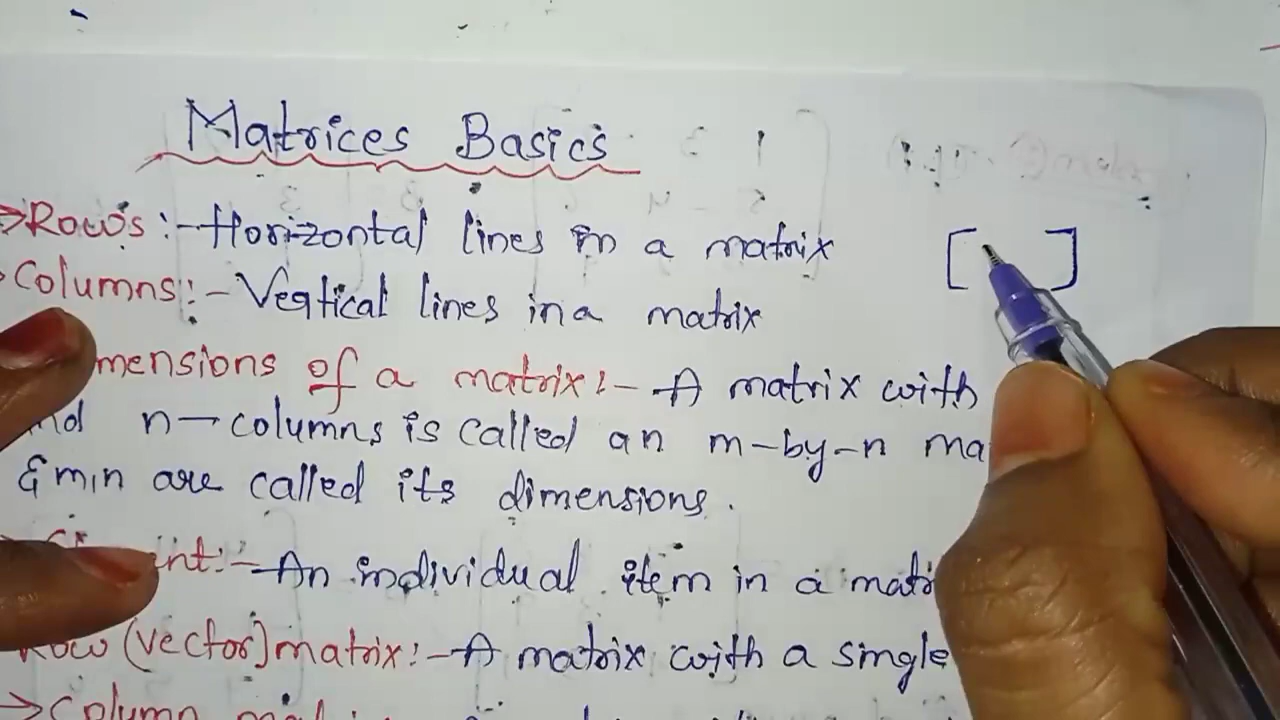 Matrices Basics
→Rows :- Horizontal lines in a matrix [ ]
Columns :- Vertical lines in a matrix
mensions of a matrix :- A matrix with
nd n-columns is called an m-by-n ma
& m,n are called its dimensions.
:- An individual item in a matri
Row (vector) matrix :- A matrix with a single
→ Column